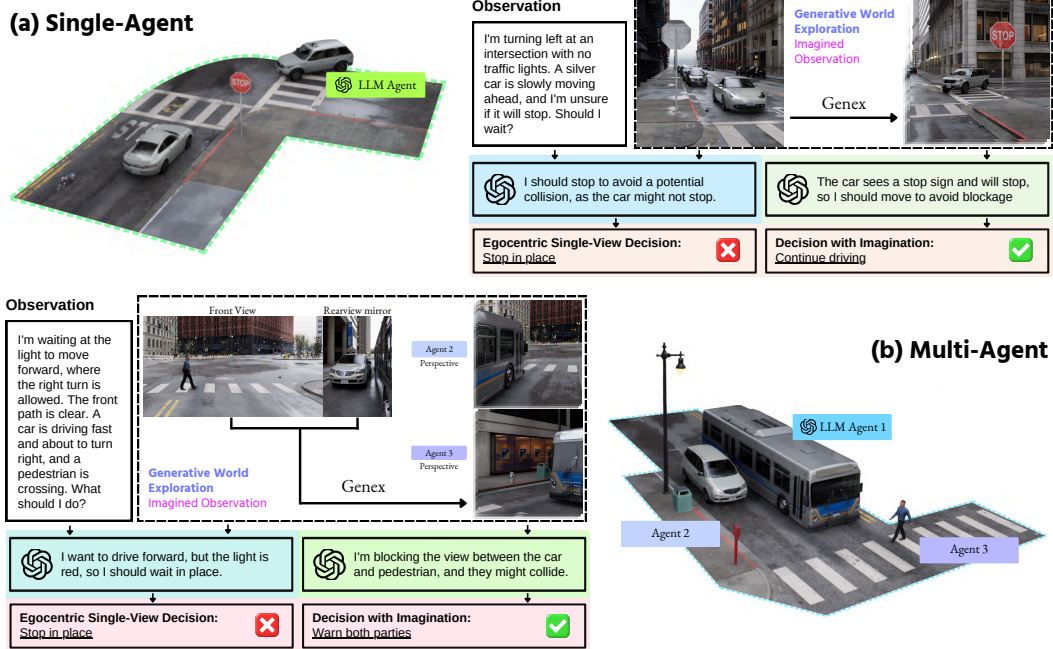 (a) Single-Agent
STOP
LLM Agent
Observation
I'm turning left at an
intersection with no
traffic lights. A silver
car is slowly moving
ahead, and I'm unsure
if it will stop. Should I
wait?
Generative World
Exploration
Imagined
Observation
Genex
STOP
I should stop to avoid a potential
collision, as the car might not stop.
The car sees a stop sign and will stop,
so I should move to avoid blockage
Egocentric Single-View Decision:
Stop in place
Decision with Imagination:
Continue driving
Observation
I'm waiting at the
light to move
forward, where
the right turn is
allowed. The front
path is clear. A
car is driving fast
and about to turn
right, and a
pedestrian is
crossing. What
should I do?
Front View
Rearview mirror
Agent 2
Perspective
Agent 3
Perspective
Generative World
Exploration
Imagined Observation
Genex
I want to drive forward, but the light is
red, so I should wait in place.
I'm blocking the view between the car
and pedestrian, and they might collide.
Egocentric Single-View Decision:
Stop in place
Decision with Imagination:
Warn both parties
(b) Multi-Agent
LLM Agent 1
Agent 2
Agent 3